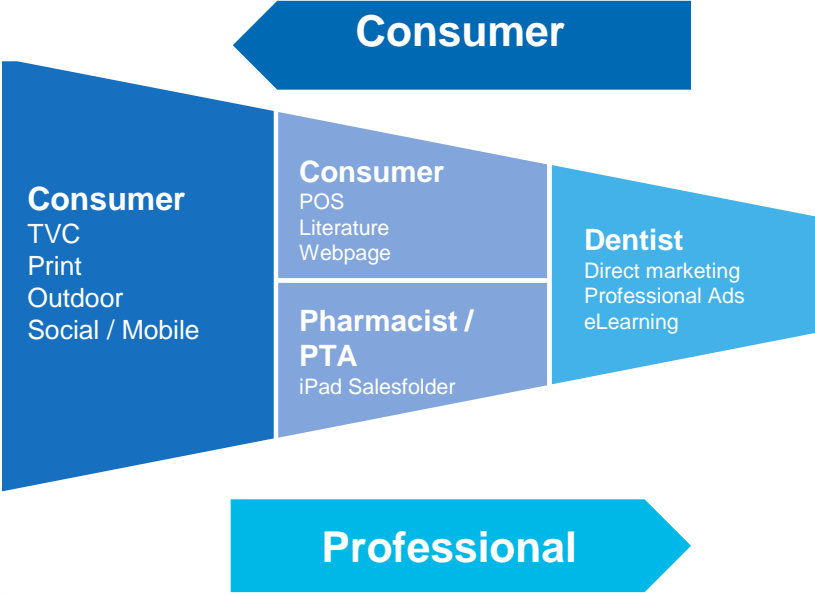 Consumer
Consumer
TVC
Print
Outdoor
Social / Mobile
Consumer
POS
Literature
Webpage
Pharmacist /
PTA
iPad Salesfolder
Dentist
Direct marketing
Professional Ads
eLearning
Professional